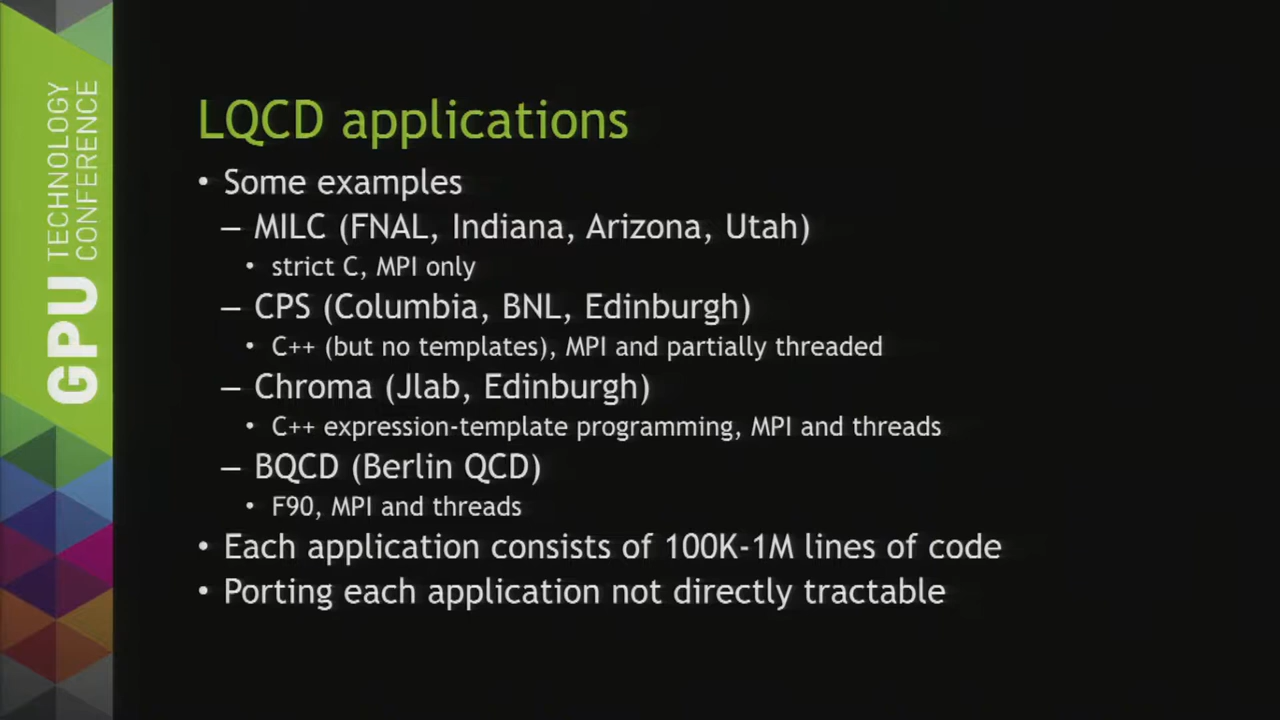 GPU TECHNOLOGY
CONFERENCE
LQCD applications
• Some examples
– MILC (FNAL, Indiana, Arizona, Utah)
• strict C, MPI only
– CPS (Columbia, BNL, Edinburgh)
• C++ (but no templates), MPI and partially threaded
– Chroma (Jlab, Edinburgh)
• C++ expression-template programming, MPI and threads
– BQCD (Berlin QCD)
• F90, MPI and threads
• Each application consists of 100K-1M lines of code
• Porting each application not directly tractable